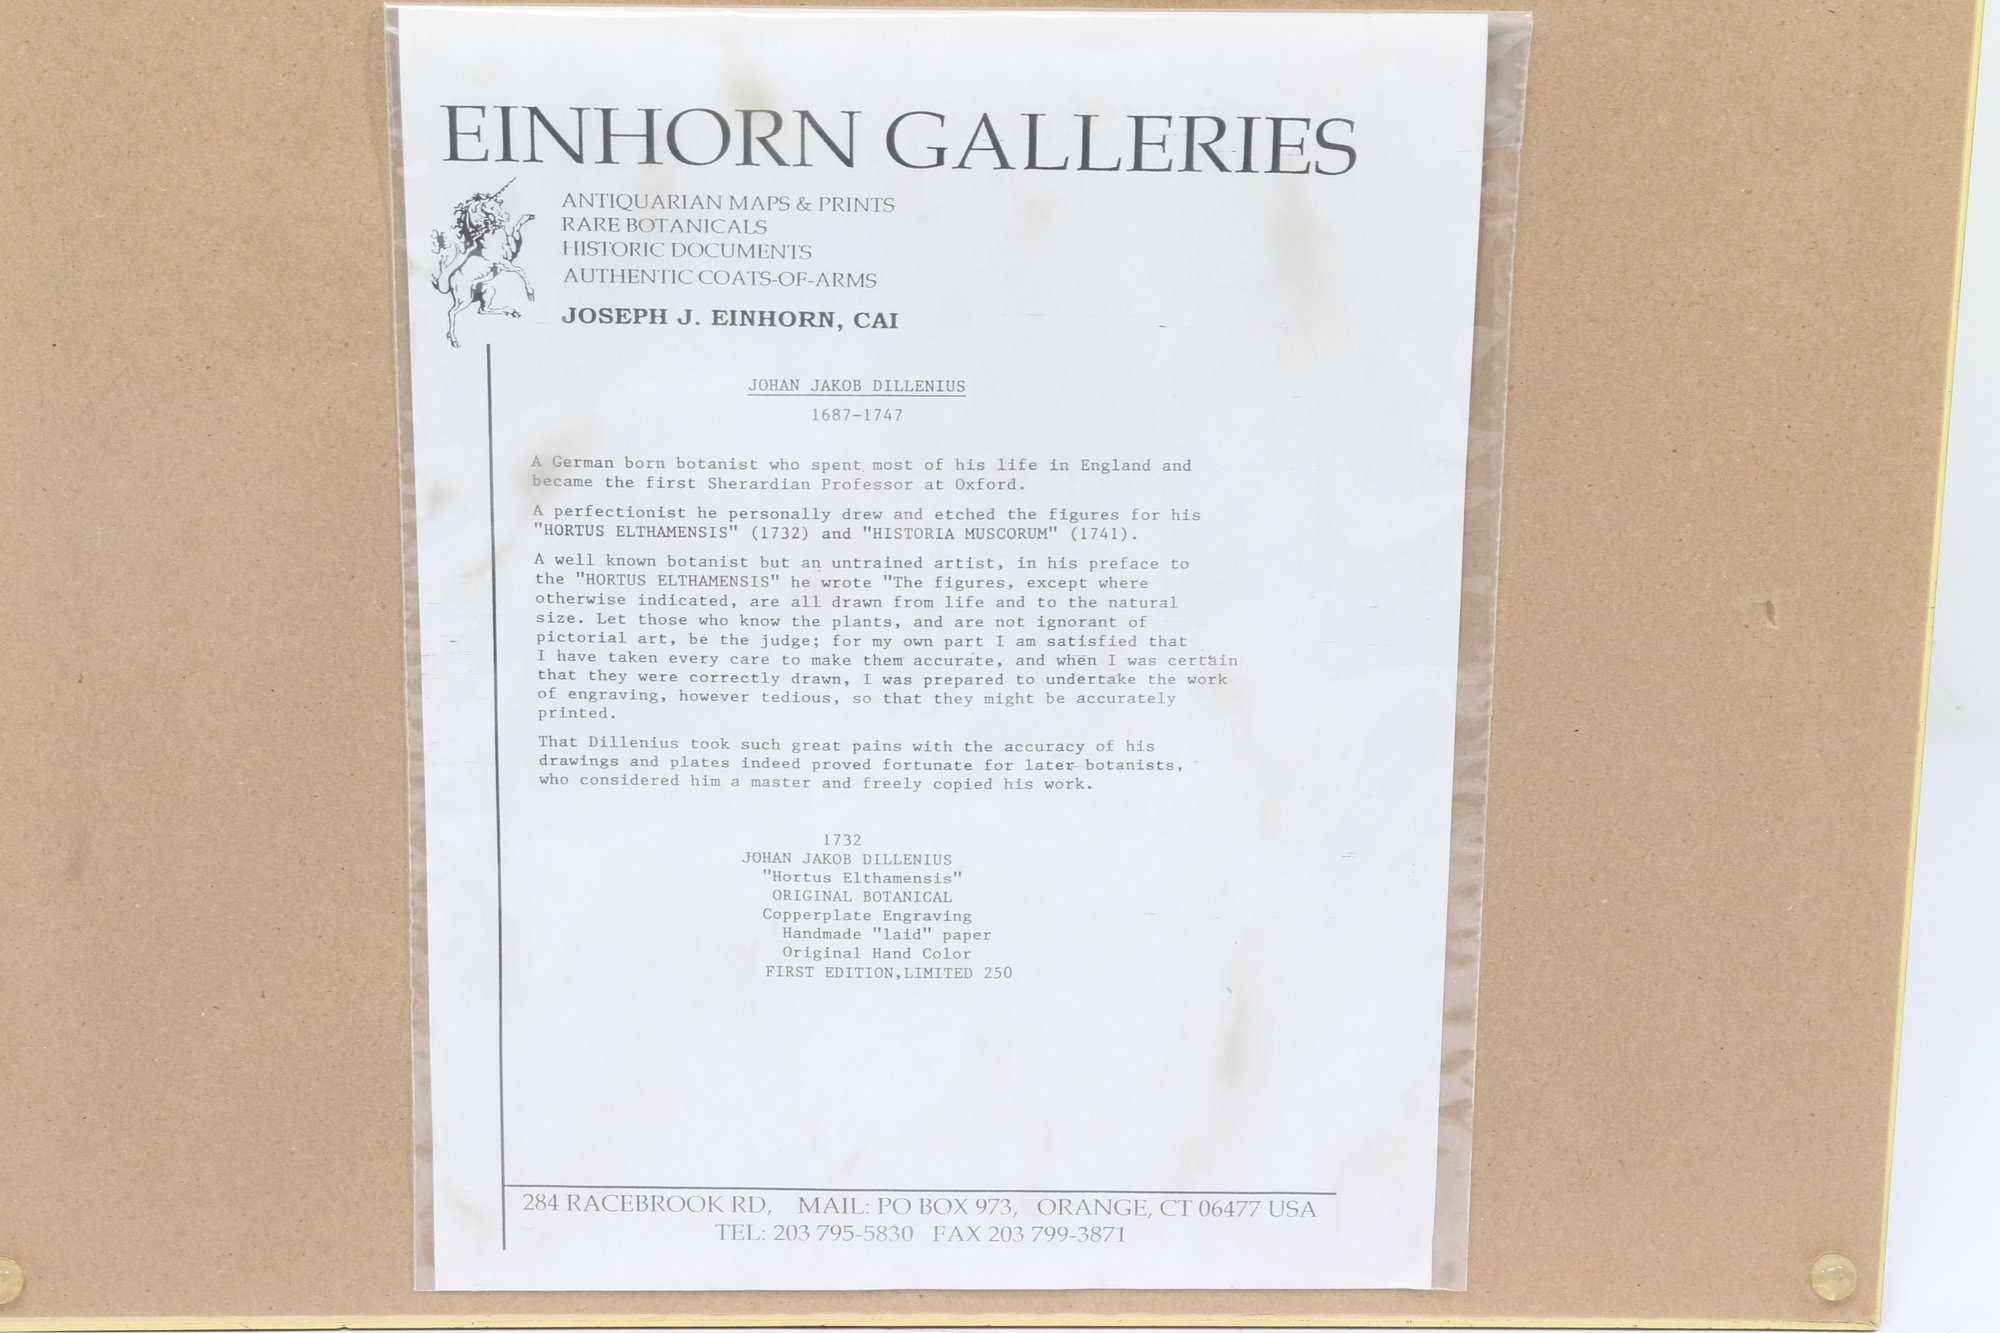 EINHORN GALLERIES
ANTIQUARIAN MAPS & PRINTS
RARE BOTANICALS
HISTORIC DOCUMENTS
AUTHENTIC COATS-OF-ARMS
JOSEPH J. EINHORN, CAI
JOHAN JAKOB DILLENIUS
1687-1747
A German born botanist who spent most of his life in England and
became the first Sherardian Professor at Oxford.
A perfectionist he personally drew and etched the figures for his
"HORTUS ELTHAMENSIS" (1732) and "HISTORIA MUSCORUM" (1741).
A well known botanist but an untrained artist, in his preface to
the "HORTUS ELTHAMENSIS" he wrote "The figures, except where
otherwise indicated, are all drawn from life and to the natural
size. Let those who know the plants, and are not ignorant of
pictorial art, be the judge; for my own part I am satisfied that
I have taken every care to make them accurate, and when I was certain
that they were correctly drawn, I was prepared to undertake the work
of engraving, however tedious, so that they might be accurately
printed.
That Dillenius took such great pains with the accuracy of his
drawings and plates indeed proved fortunate for later botanists,
who considered him a master and freely copied his work.
1732
JOHAN JAKOB DILLENIUS
"Hortus Elthamensis"
ORIGINAL BOTANICAL
Copperplate Engraving
Handmade "laid" paper
Original Hand Color
FIRST EDITION,LIMITED 250
284 RACEBROOK RD, MAIL: PO BOX 973, ORANGE, CT 06477 USA
TEL: 203 795-5830 FAX 203 799-3871